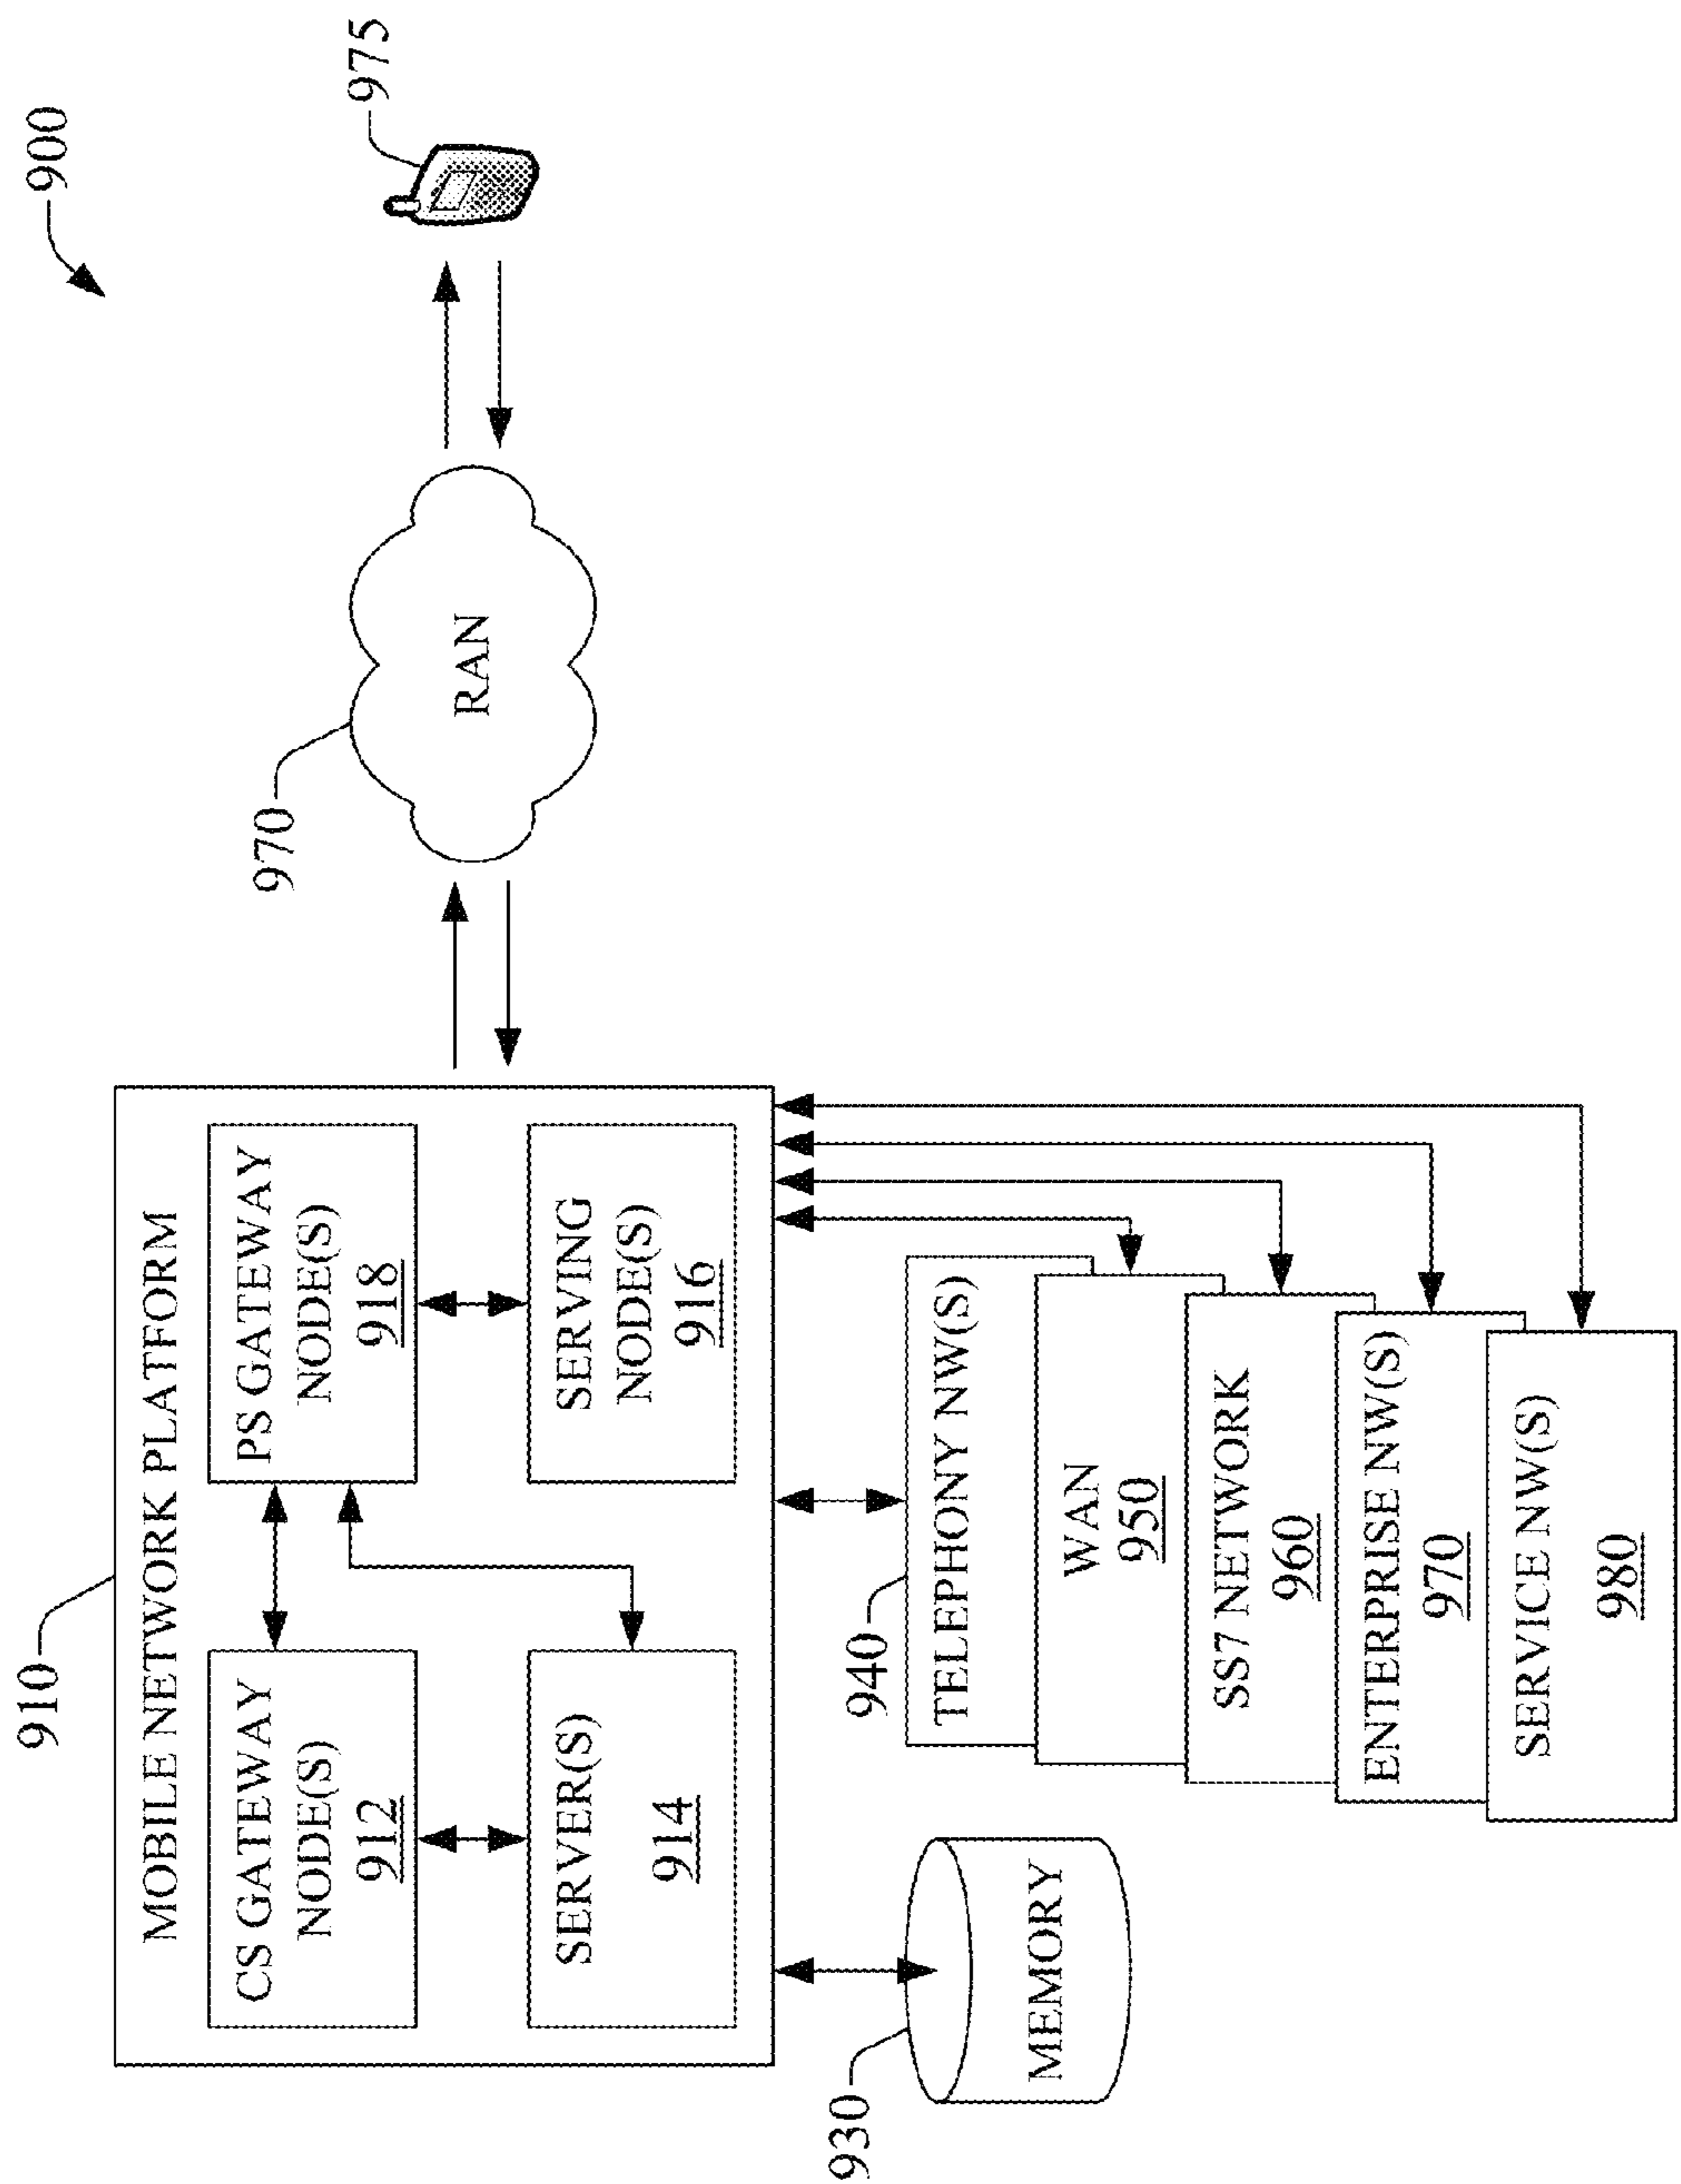 900
910
MOBILE NETWORK PLATFORM
CS GATEWAY
NODE(S)
912
PS GATEWAY
NODE(S)
918
SERVER(S)
914
SERVING
NODE(S)
916
970
RAN
975
930
MEMORY
940
TELEPHONY NW(S)
WAN
950
SS7 NETWORK
960
ENTERPRISE NW(S)
970
SERVICE NW(S)
980